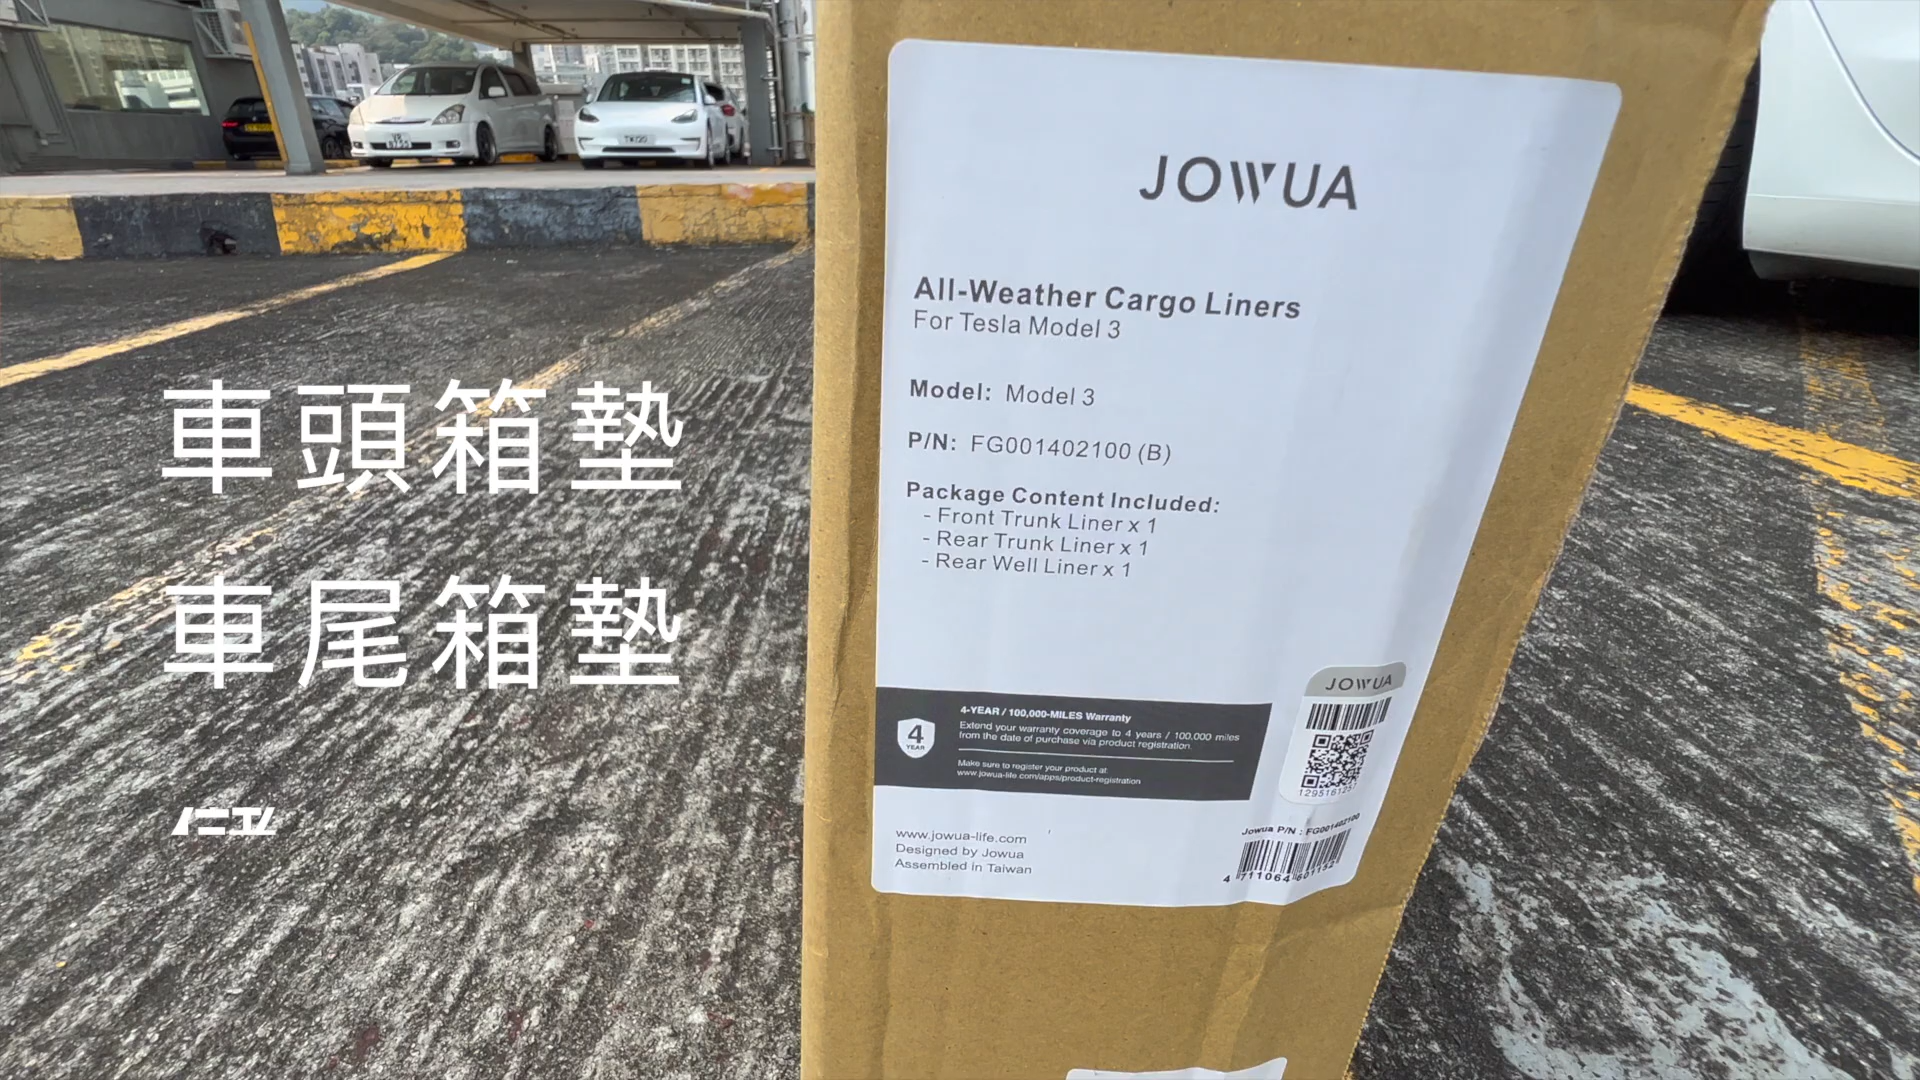 車頭箱墊
車尾箱墊
JOWUA
All-Weather Cargo Liners
For Tesla Model 3
Model: Model 3
P/N: FG001402100 (B)
Package Content Included:
- Front Trunk Liner x 1
- Rear Trunk Liner x 1
- Rear Well Liner x 1
4 YEAR
4-YEAR / 100,000-MILES Warranty
Extend your warranty coverage to 4 years / 100.000 miles
from the date of purchase via product registration.
Make sure to register your product at
www.jowua-life.com/apps/product-registration
JOWUA
www.jowua-life.com
Designed by Jowua
Assembled in Taiwan
Jowua P/N : FG001402100